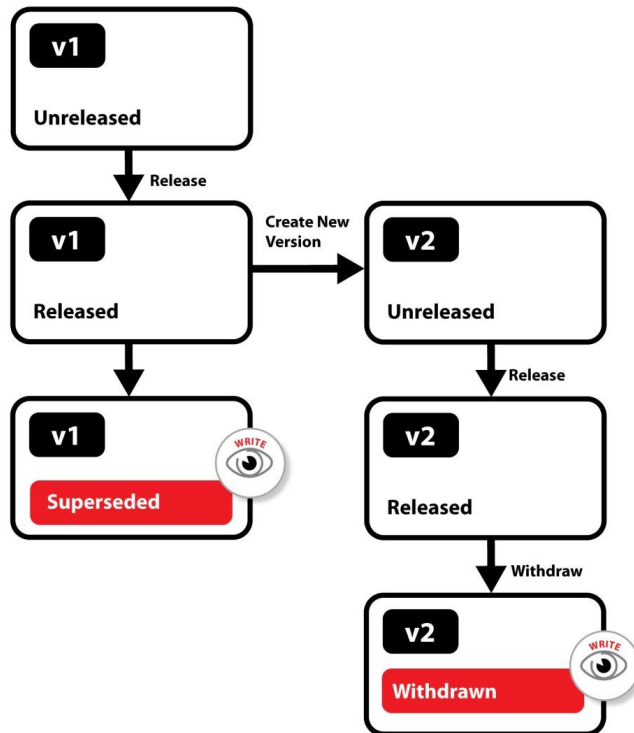 v1
Unreleased
Release
v1
Released
Create New
Version
v2
Unreleased
Release
v1
WRITE
Superseded
v2
Released
Withdraw
v2
WRITE
Withdrawn